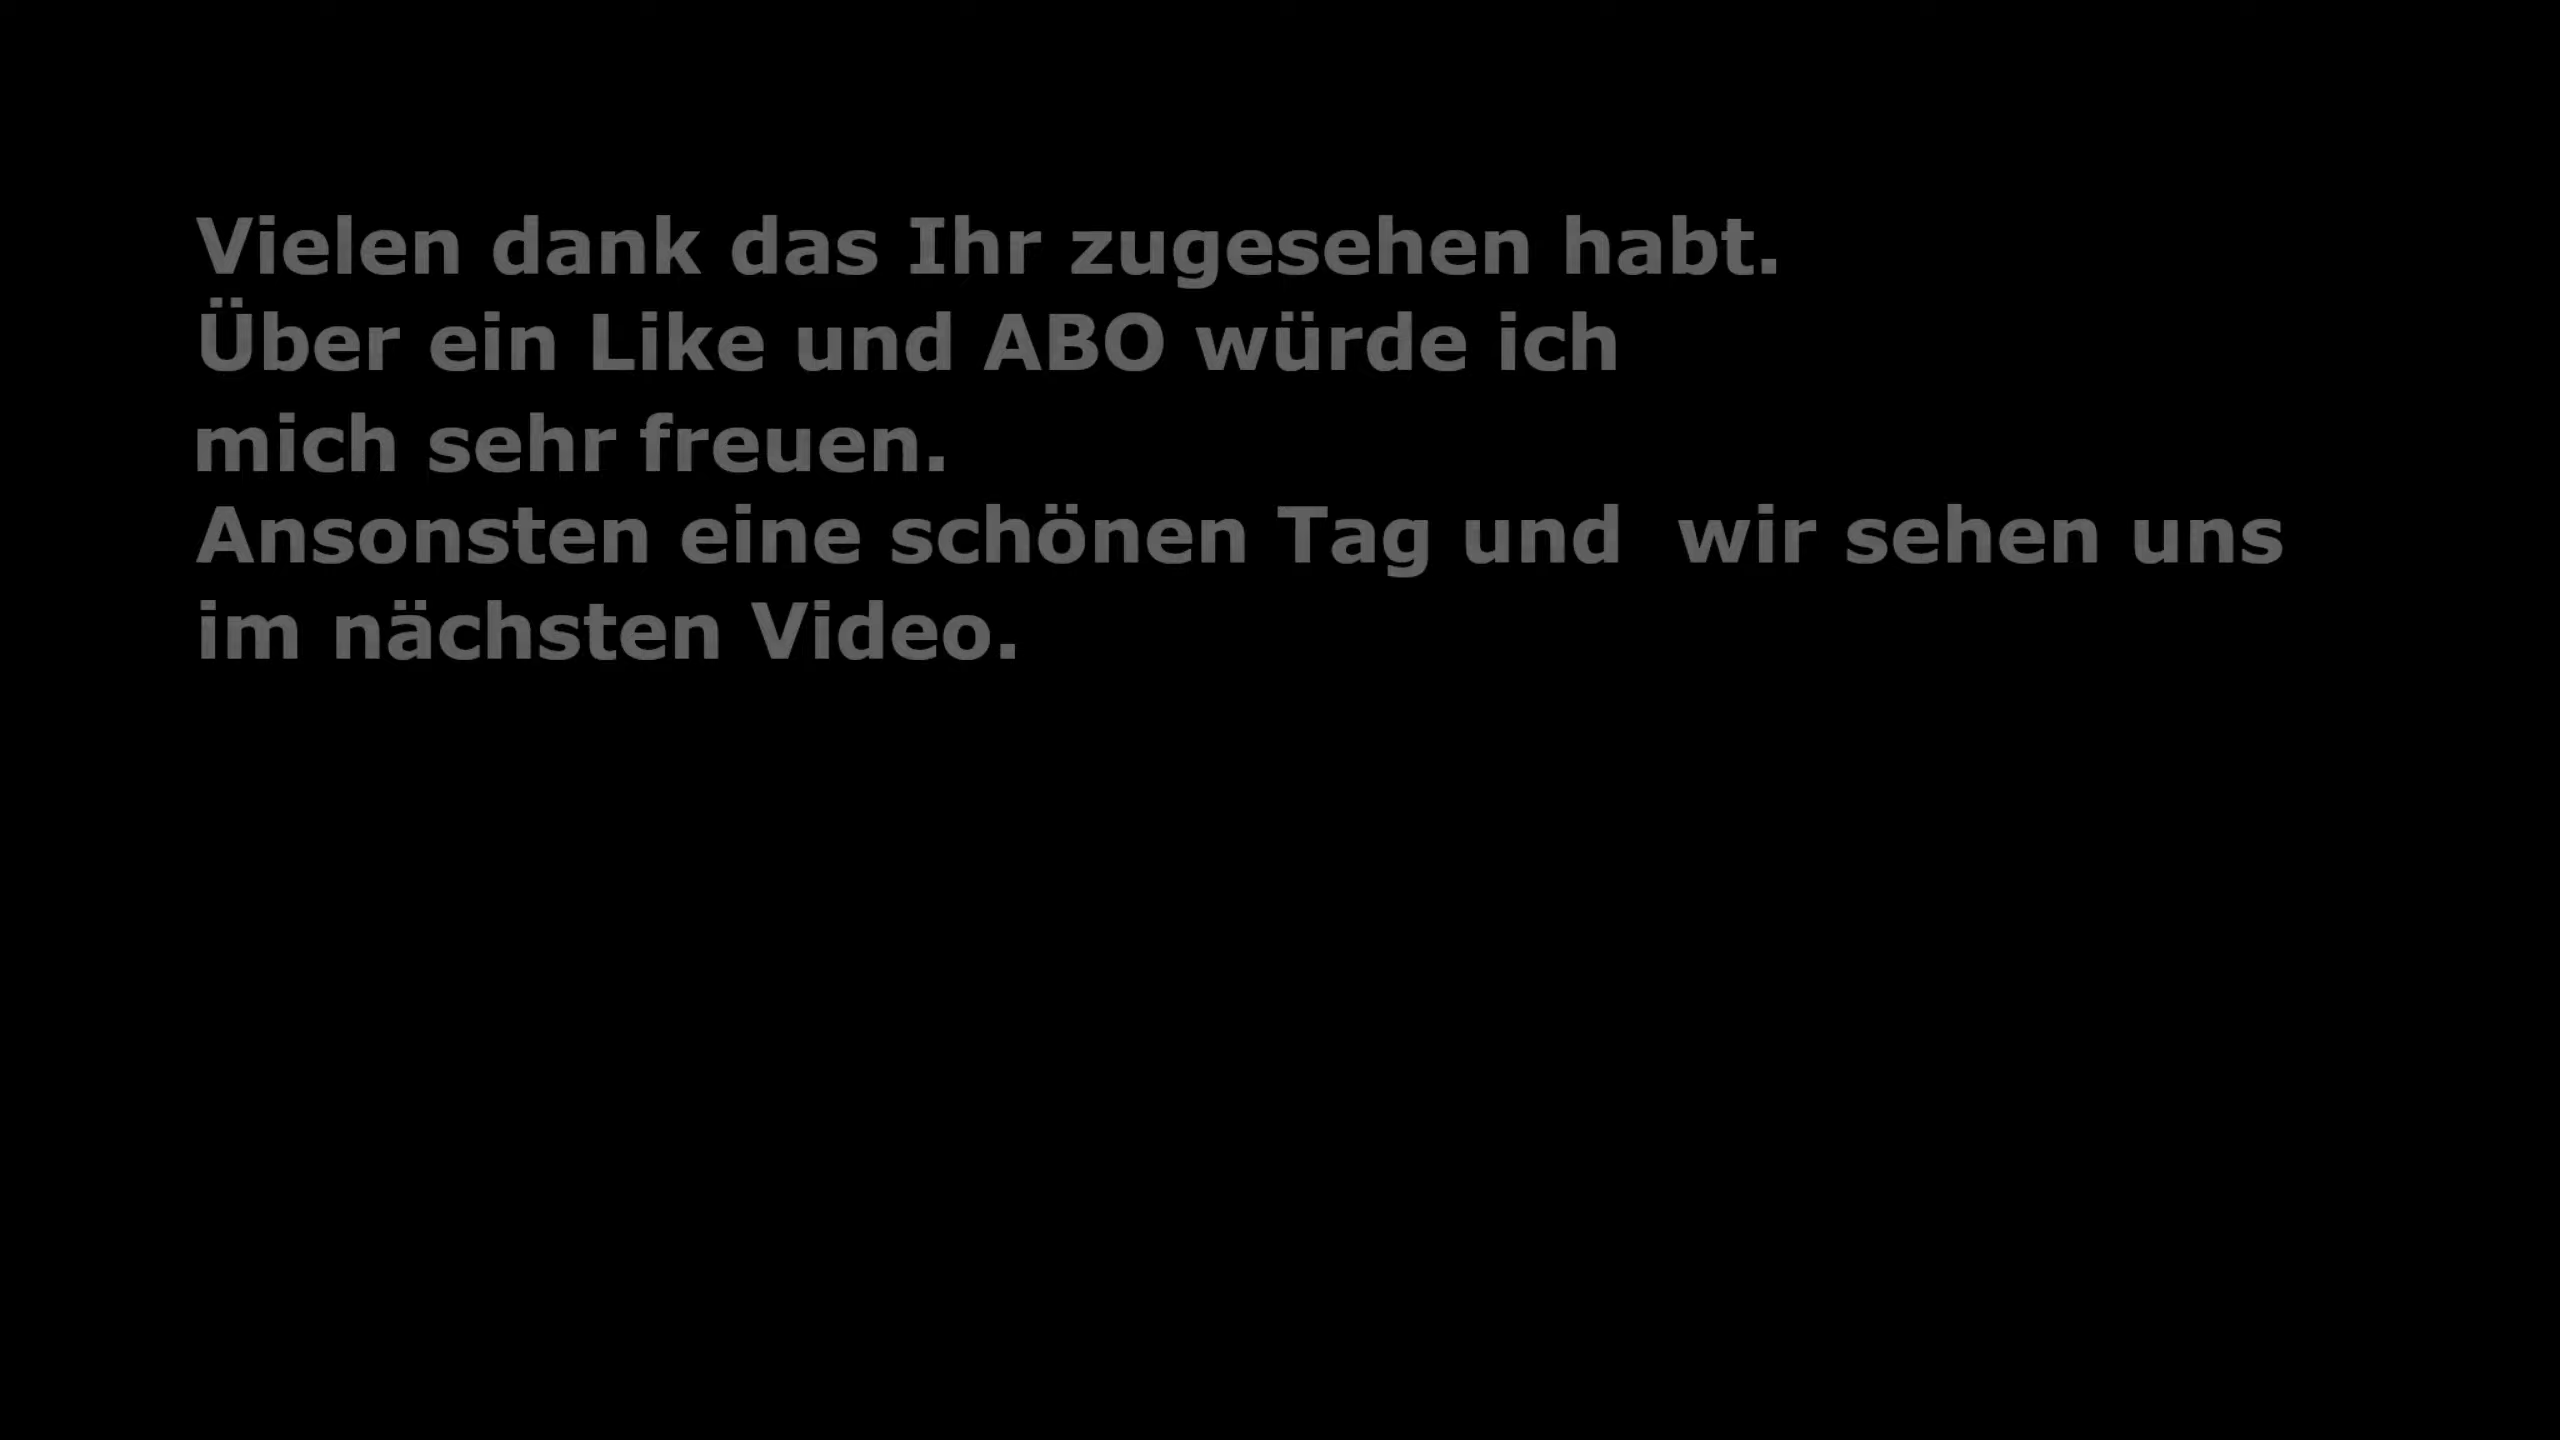 Vielen dank das Ihr zugesehen habt.
Über ein Like und ABO würde ich
mich sehr freuen.
Ansonsten eine schönen Tag und  wir sehen uns
im nächsten Video.